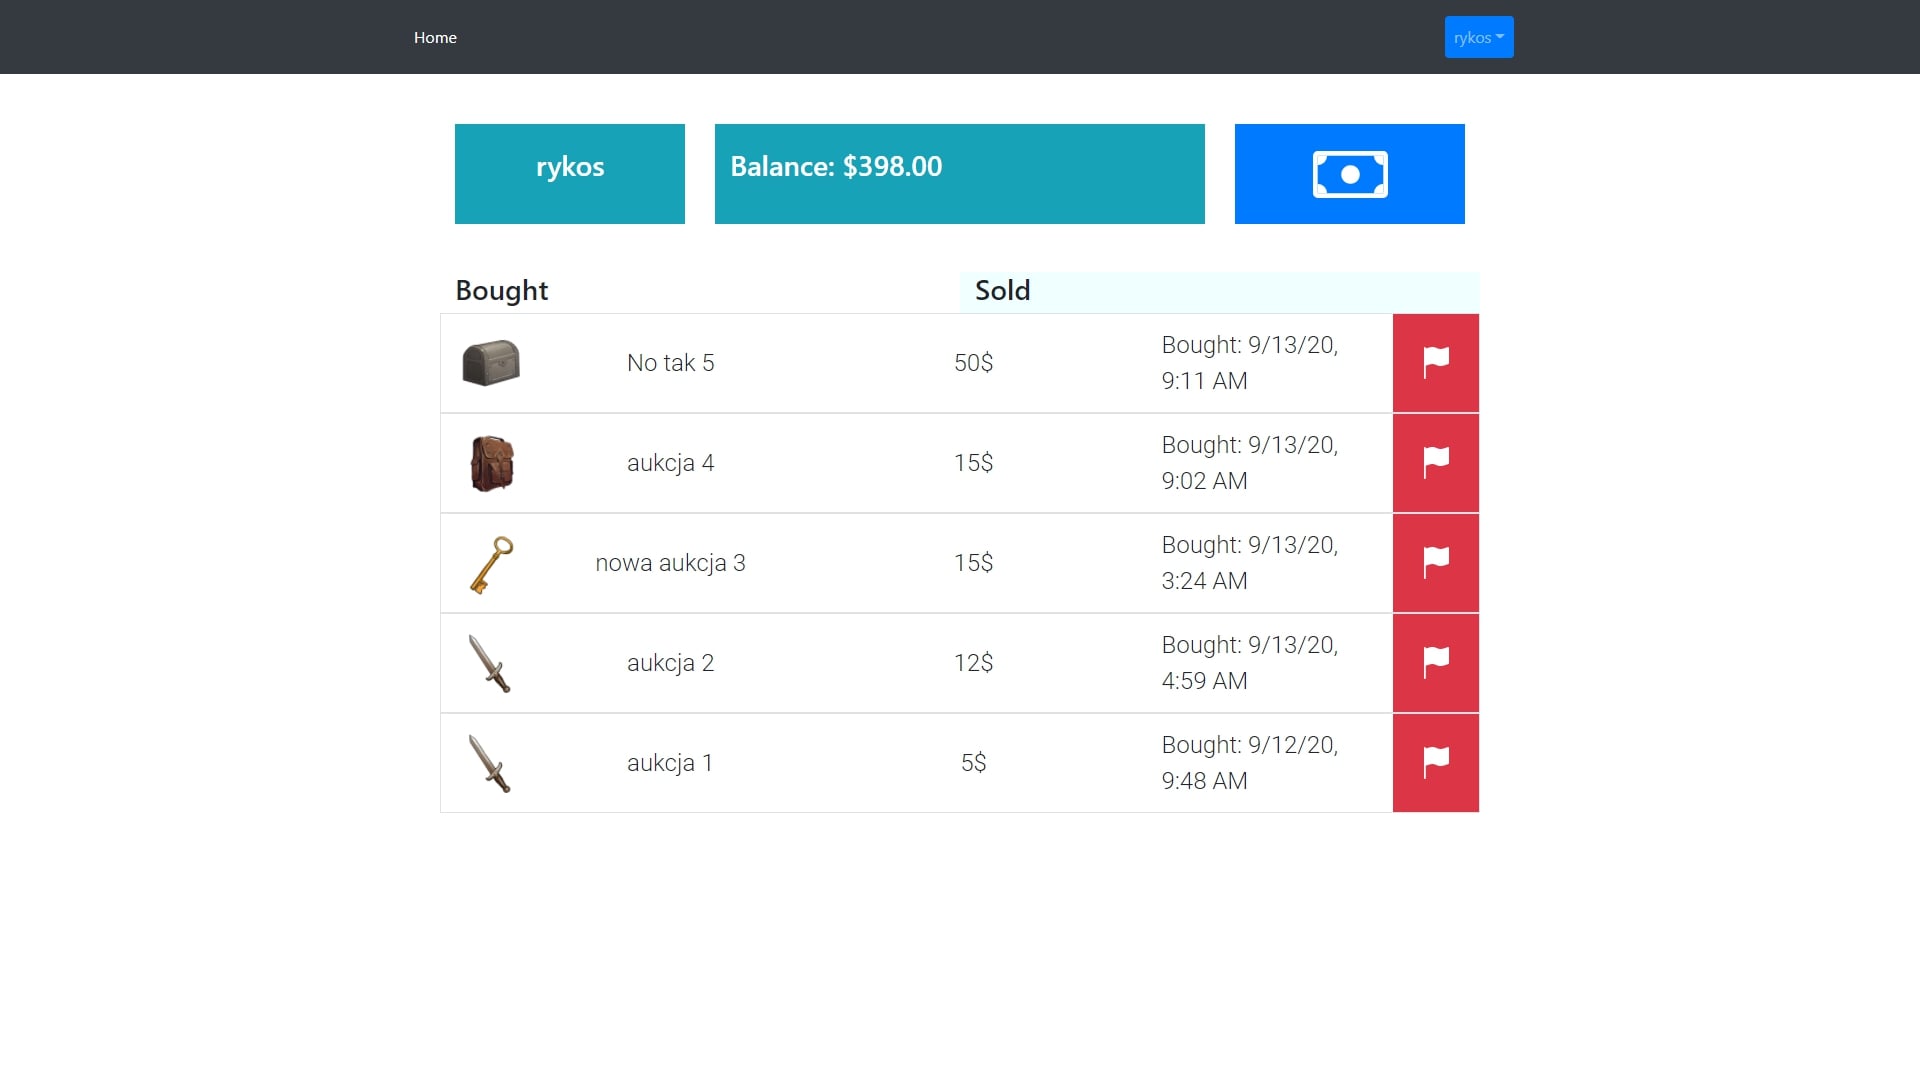 Home
rykos
rykos
Balance: $398.00
Bought
Sold
No tak 5
50$
Bought: 9/13/20,
9:11 AM
aukcja 4
15$
Bought: 9/13/20,
9:02 AM
nowa aukcja 3
15$
Bought: 9/13/20,
3:24 AM
aukcja 2
12$
Bought: 9/13/20,
4:59 AM
aukcja 1
5$
Bought: 9/12/20,
9:48 AM